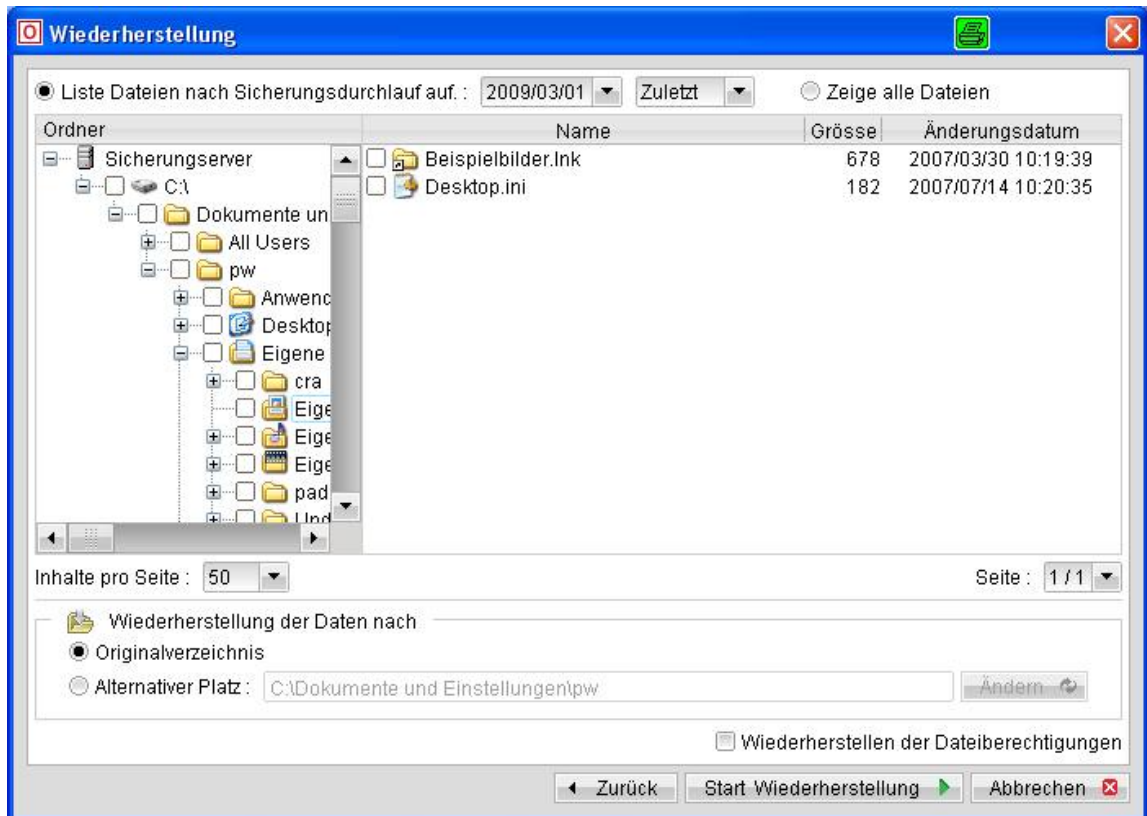 Wiederherstellung
Liste Dateien nach Sicherungsdurchlauf auf. : 2009/03/01 Zuletzt Zeige alle Dateien
Ordner Name Grösse Änderungsdatum
Sicherungserver
C:\
Dokumente un
All Users
pw
Anwend
Desktop
Eigene
cra
Eige
Eige
Eige
pad
Und
Beispielbilder.lnk 678 2007/03/30 10:19:39
Desktop.ini 182 2007/07/14 10:20:35
Inhalte pro Seite : 50 Seite : 1 / 1
Wiederherstellung der Daten nach
Originalverzeichnis
Alternativer Platz : C:\Dokumente und Einstellungen\pw Ändern
Wiederherstellen der Dateiberechtigungen
Zurück Start Wiederherstellung Abbrechen